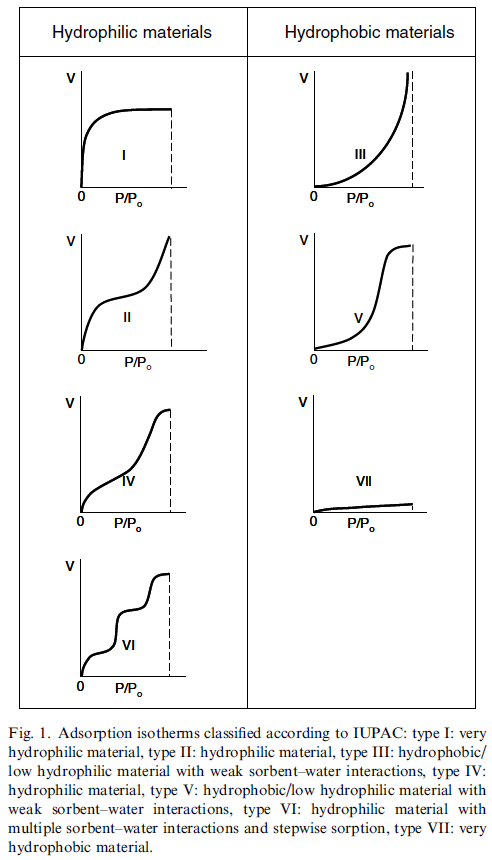 Hydrophilic materials
Hydrophobic materials
V
I
0
P/Po
V
III
0
P/Po
V
II
0
P/Po
V
V
0
P/Po
V
IV
0
P/Po
V
VII
0
P/Po
V
VI
0
P/Po
Fig. 1. Adsorption isotherms classified according to IUPAC: type I: very
hydrophilic material, type II: hydrophilic material, type III: hydrophobic/
low hydrophilic material with weak sorbent–water interactions, type IV:
hydrophilic material, type V: hydrophobic/low hydrophilic material with
weak sorbent–water interactions, type VI: hydrophilic material with
multiple sorbent–water interactions and stepwise sorption, type VII: very
hydrophobic material.